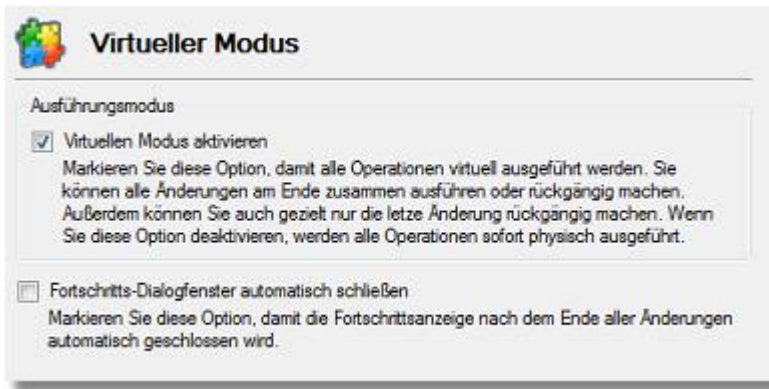 Virtueller Modus
Ausführungsmodus
Virtuellen Modus aktivieren
Markieren Sie diese Option, damit alle Operationen virtuell ausgeführt werden. Sie
können alle Änderungen am Ende zusammen ausführen oder rückgängig machen.
Außerdem können Sie auch gezielt nur die letze Änderung rückgängig machen. Wenn
Sie diese Option deaktivieren, werden alle Operationen sofort physisch ausgeführt.
Fortschritts-Dialogfenster automatisch schließen
Markieren Sie diese Option, damit die Fortschrittsanzeige nach dem Ende aller Änderungen
automatisch geschlossen wird.